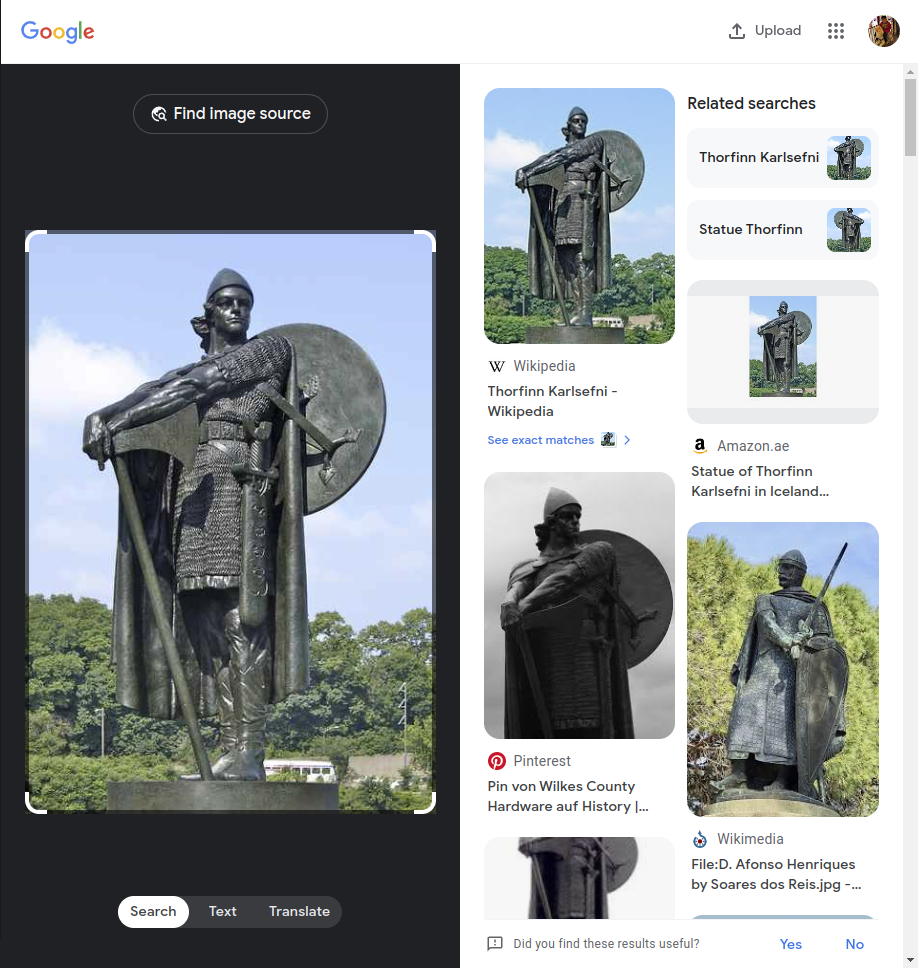 Google
Upload
Find image source
Search
Text
Translate
Wikipedia
Thorfinn Karlsefni -
Wikipedia
See exact matches
Pinterest
Pin von Wilkes County
Hardware auf History |...
Related searches
Thorfinn Karlsefni
Statue Thorfinn
Amazon.ae
Statue of Thorfinn
Karlsefni in Iceland...
Wikimedia
File:D. Afonso Henriques
by Soares dos Reis.jpg -...
Did you find these results useful?
Yes
No